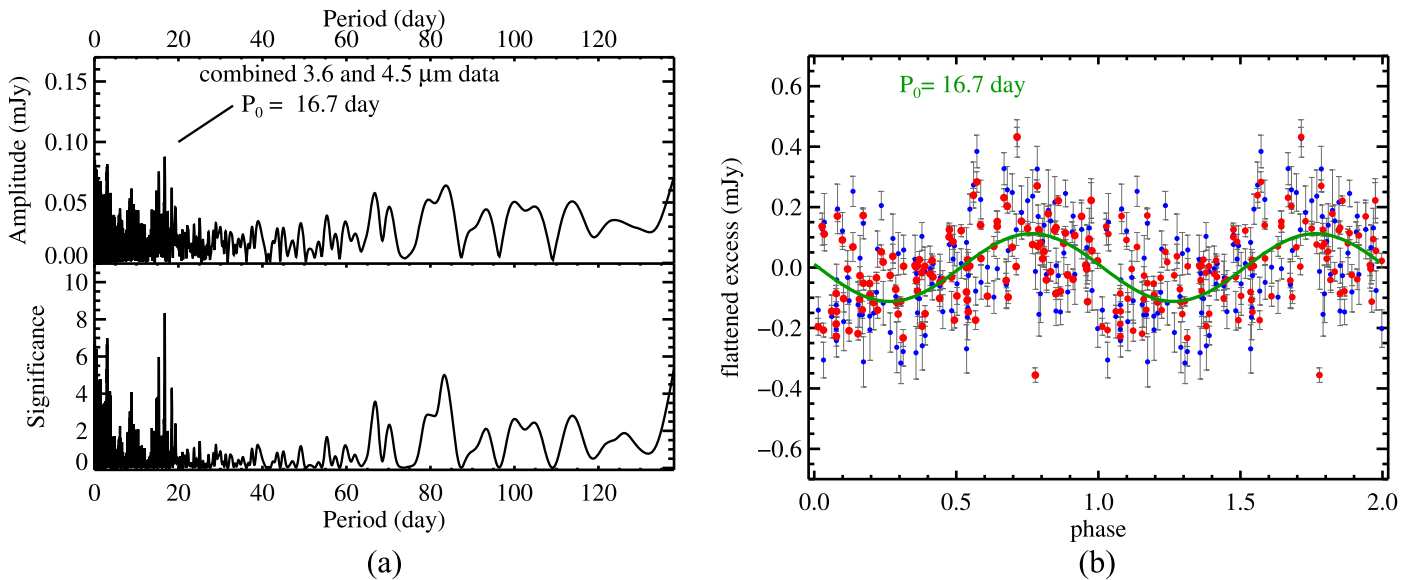 Period (day)
0 20 40 60 80 100 120
combined 3.6 and 4.5 μm data
P0 = 16.7 day
Amplitude (mJy)
0.15
0.10
0.05
0.00
Significance
10
8
6
4
2
0
0 20 40 60 80 100 120
Period (day)
(a)
P0= 16.7 day
flattened excess (mJy)
0.6
0.4
0.2
0.0
−0.2
−0.4
−0.6
0.0 0.5 1.0 1.5 2.0
phase
(b)